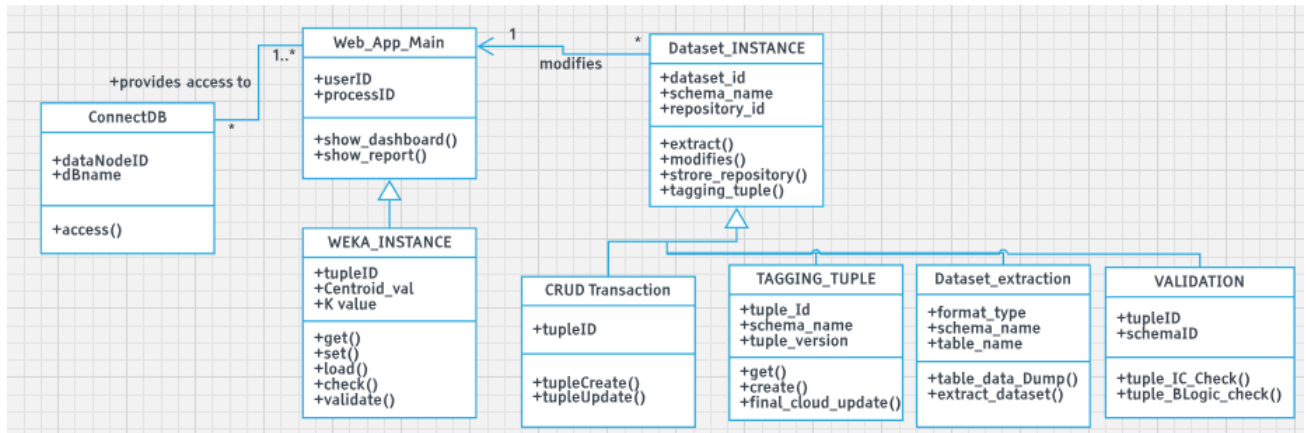 Web_App_Main
+userID
+processID
+show_dashboard()
+show_report()
1..*
+provides access to
*
ConnectDB
+dataNodeID
+dBname
+access()
1
*
modifies
Dataset_INSTANCE
+dataset_id
+schema_name
+repository_id
+extract()
+modifies()
+strore_repository()
+tagging_tuple()
WEKA_INSTANCE
+tupleID
+Centroid_val
+K value
+get()
+set()
+load()
+check()
+validate()
CRUD Transaction
+tupleID
+tupleCreate()
+tupleUpdate()
TAGGING_TUPLE
+tuple_Id
+schema_name
+tuple_version
+get()
+create()
+final_cloud_update()
Dataset_extraction
+format_type
+schema_name
+table_name
+table_data_Dump()
+extract_dataset()
VALIDATION
+tupleID
+schemaID
+tuple_IC_Check()
+tuple_BLogic_check()